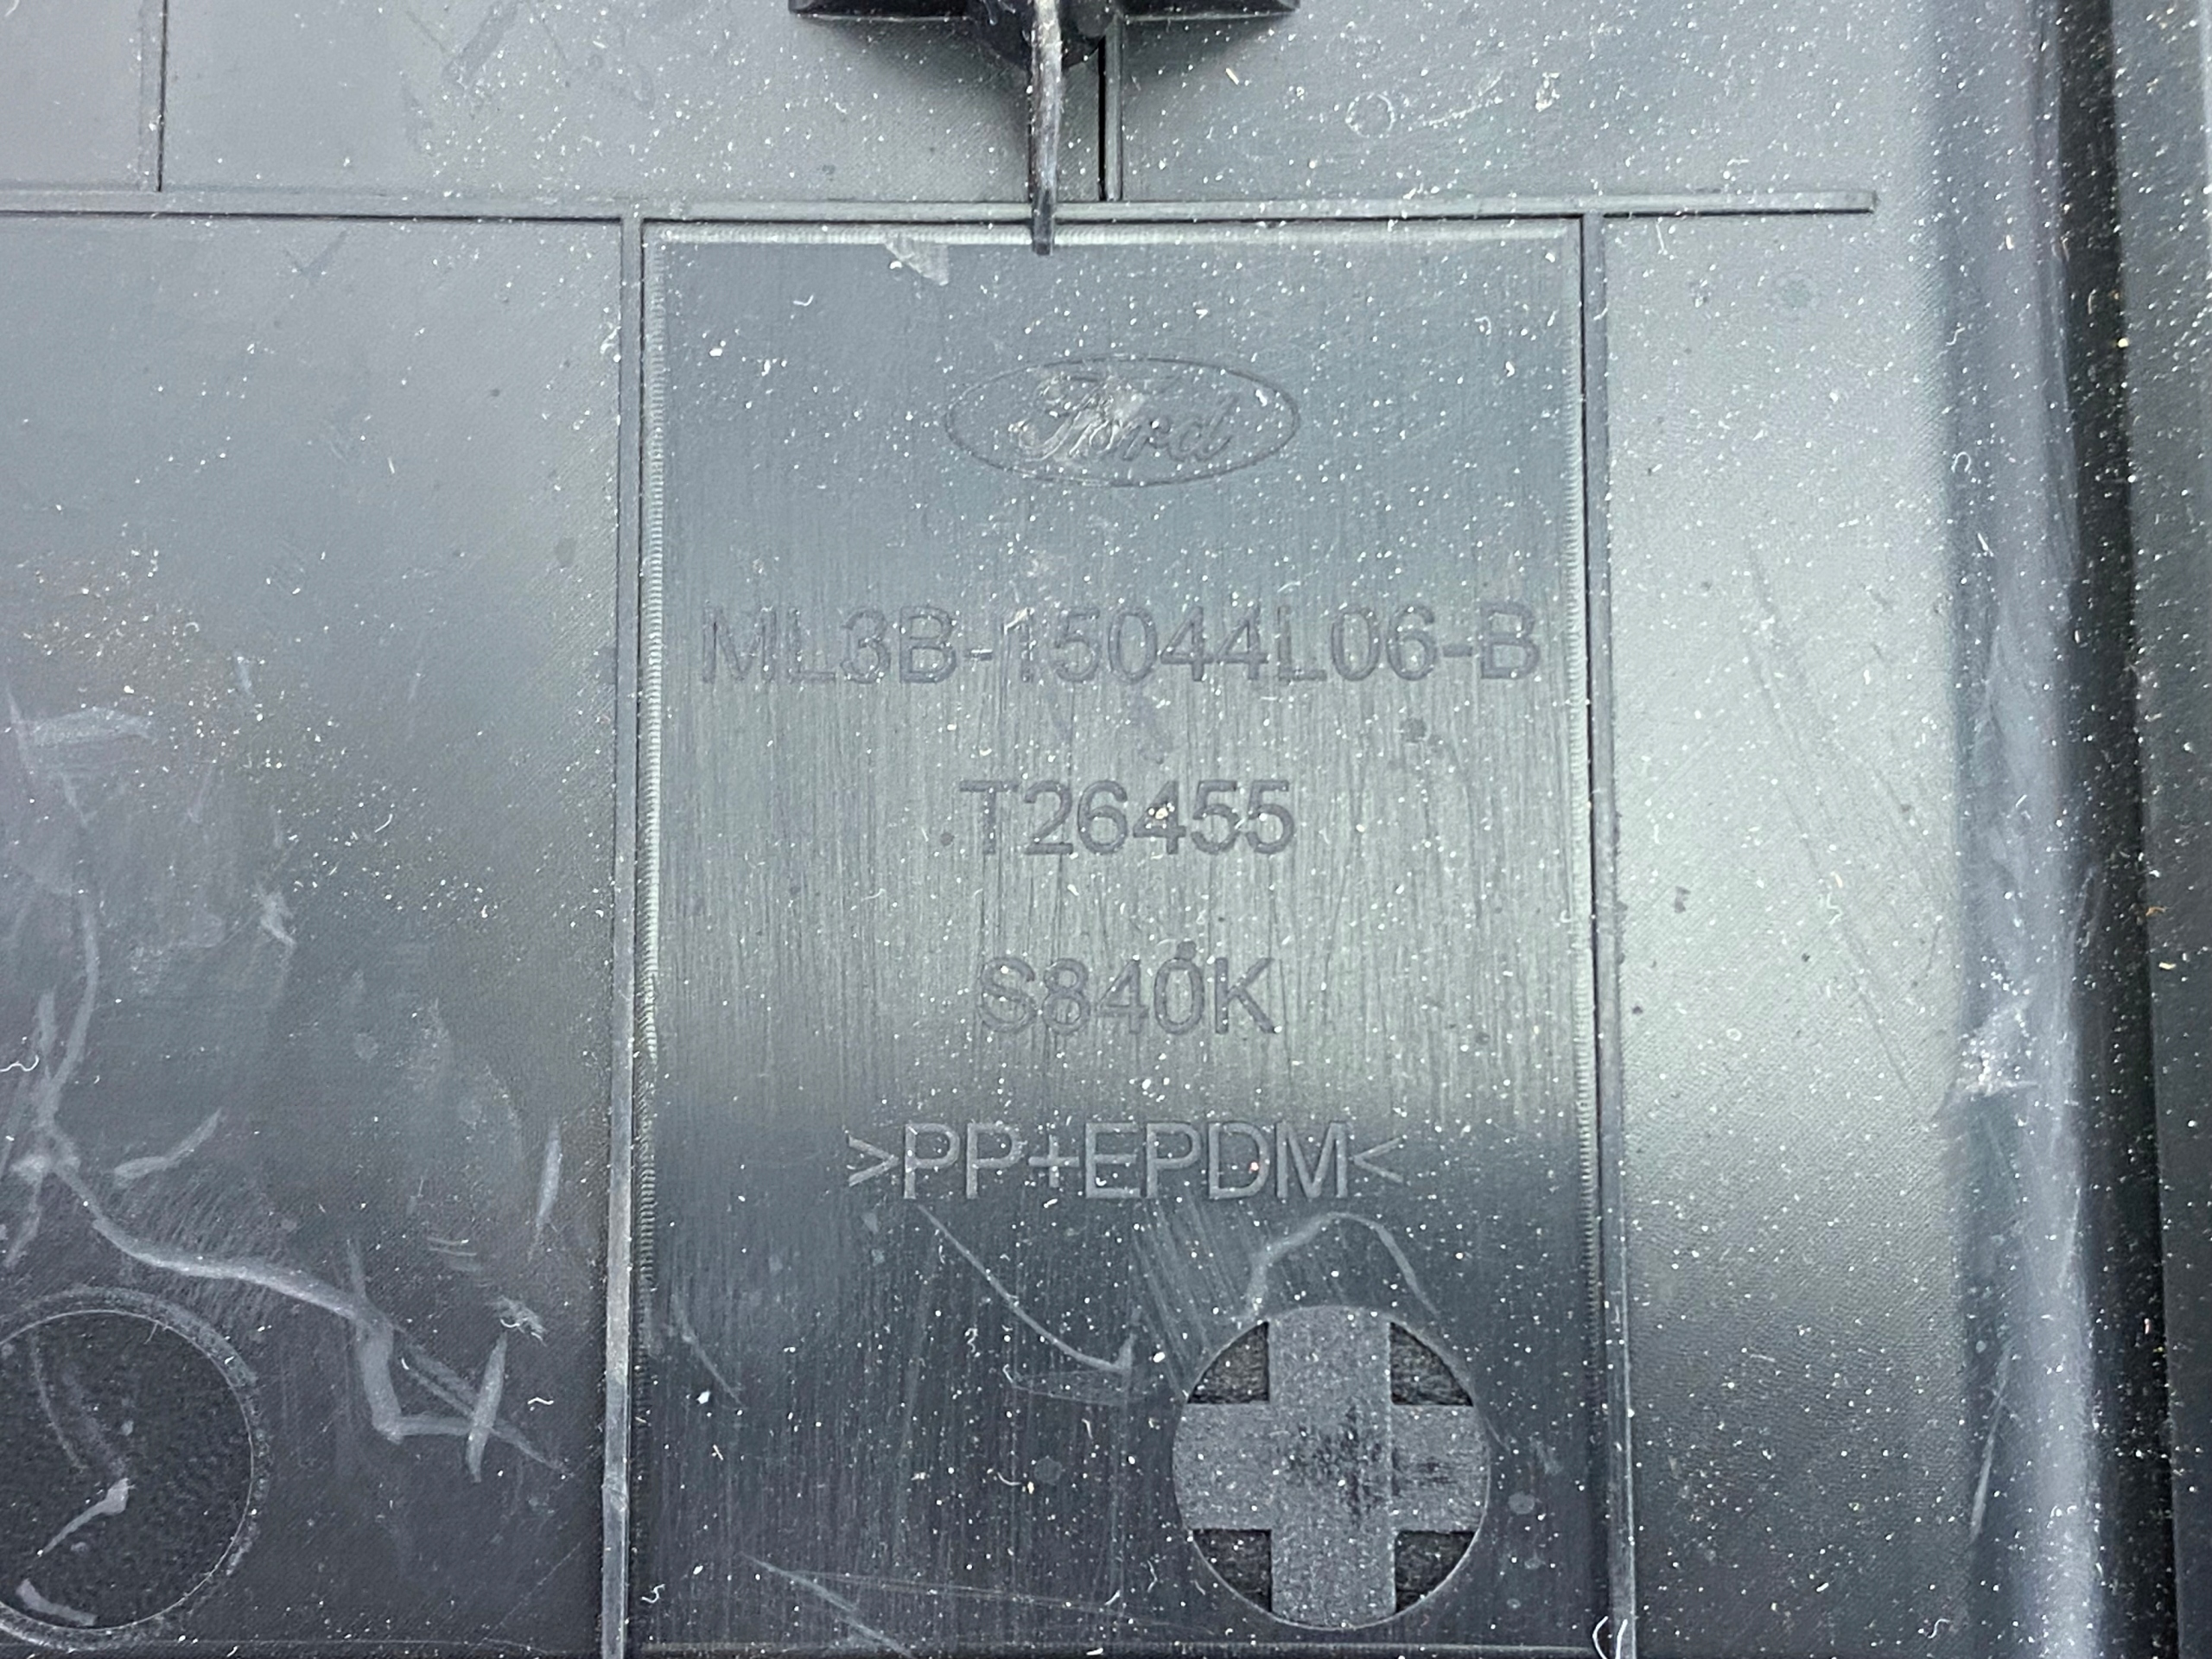 Ford
ML3B-15044L06-B
T26455
S840K
>PP+EPDM<